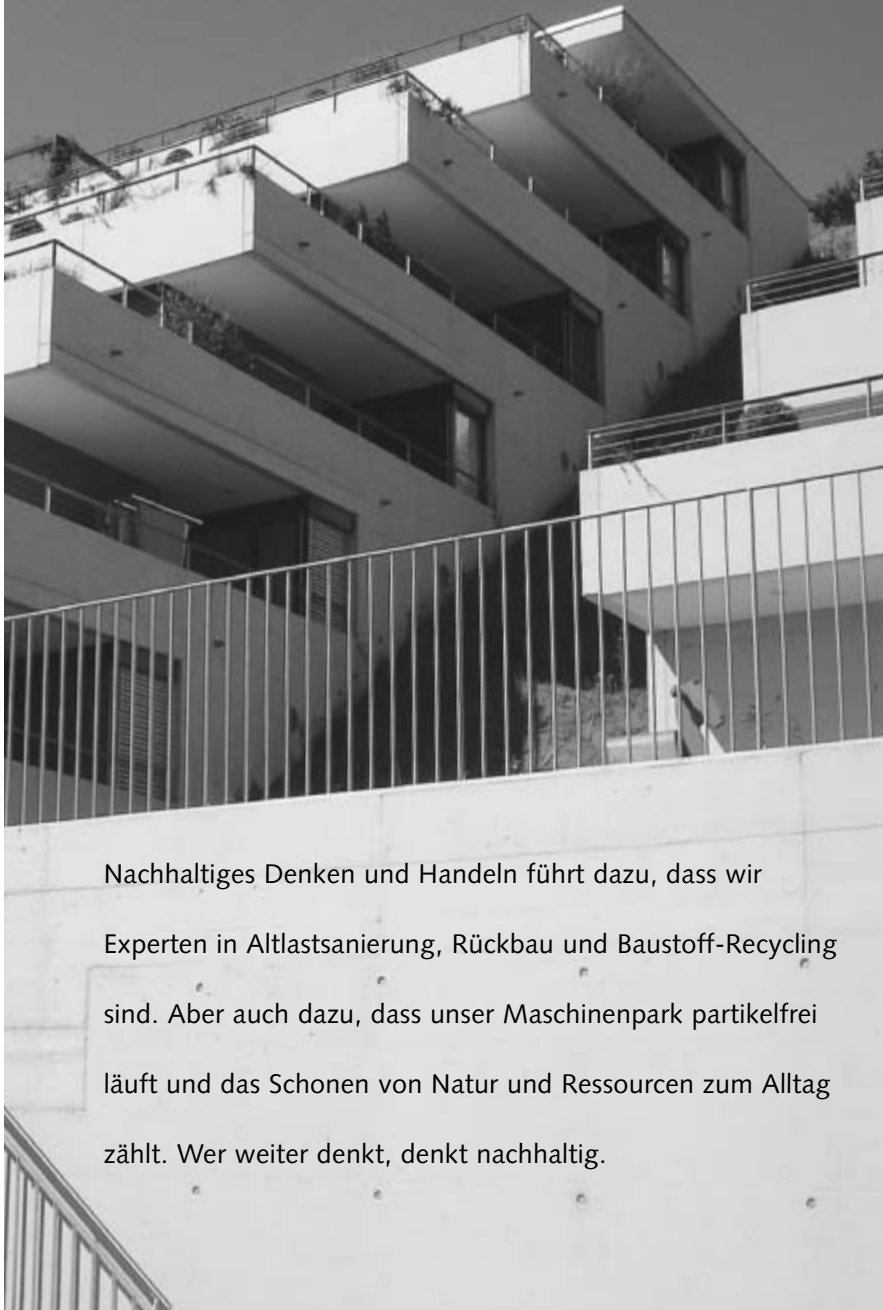 Nachhaltiges Denken und Handeln führt dazu, dass wir
Experten in Altlastsanierung, Rückbau und Baustoff-Recycling
sind. Aber auch dazu, dass unser Maschinenpark partikelfrei
läuft und das Schonen von Natur und Ressourcen zum Alltag
zählt. Wer weiter denkt, denkt nachhaltig.